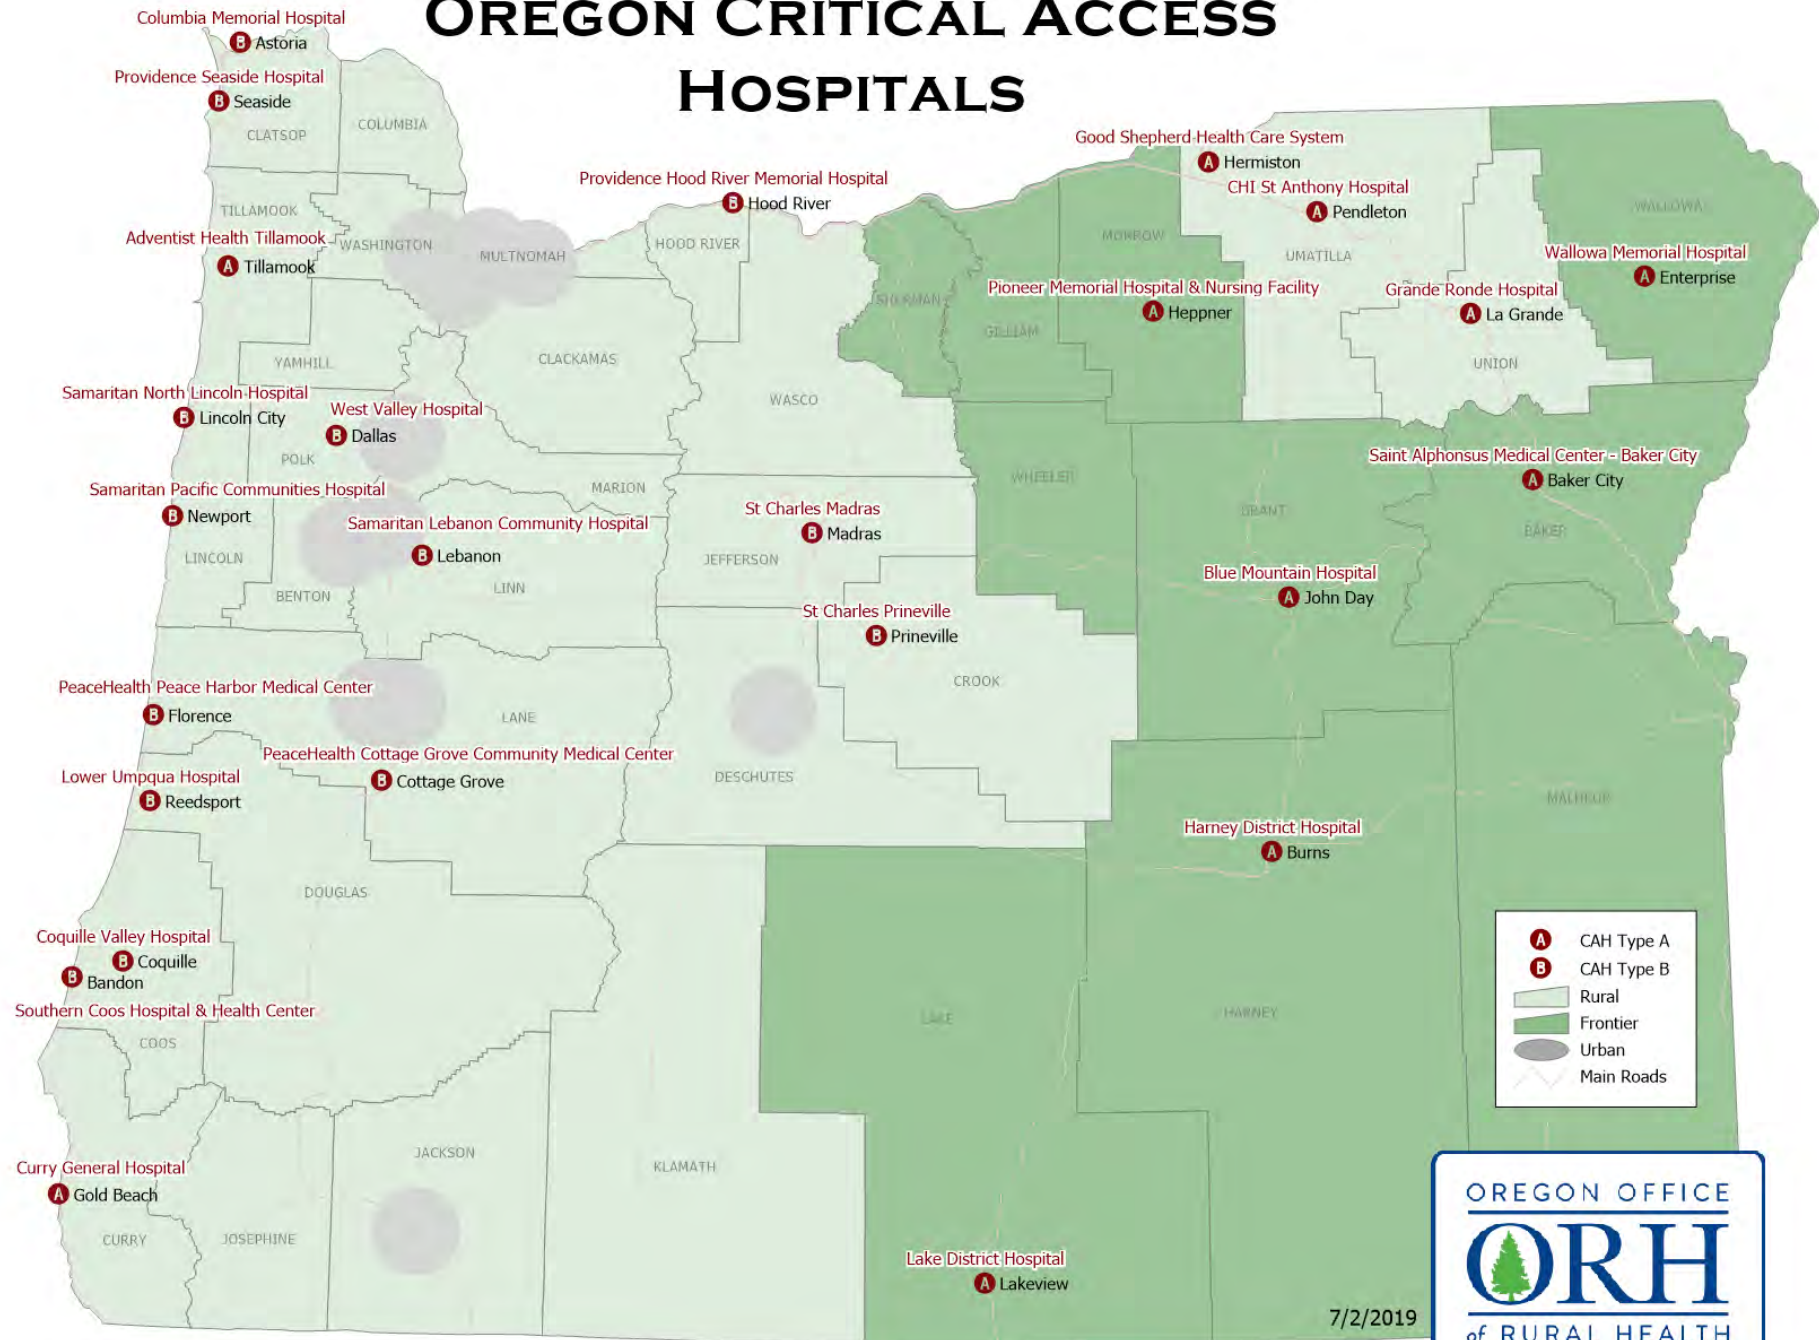 OREGON CRITICAL ACCESS
HOSPITALS
Columbia Memorial Hospital
B Astoria
Providence Seaside Hospital
B Seaside
CLATSOP
COLUMBIA
Good Shepherd Health Care System
A Hermiston
Providence Hood River Memorial Hospital
B Hood River
CHI St Anthony Hospital
A Pendleton
TILLAMOOK
WALLOWA
Adventist Health Tillamook
WASHINGTON
HOOD RIVER
MORROW
A Tillamook
MULTNOMAH
UMATILLA
Wallowa Memorial Hospital
A Enterprise
Pioneer Memorial Hospital & Nursing Facility
A Heppner
Grande Ronde Hospital
A La Grande
SHERMAN
GILLIAM
YAMHILL
CLACKAMAS
UNION
Samaritan North Lincoln Hospital
B Lincoln City
West Valley Hospital
B Dallas
WASCO
POLK
Saint Alphonsus Medical Center - Baker City
A Baker City
WHEELER
Samaritan Pacific Communities Hospital
B Newport
MARION
Samaritan Lebanon Community Hospital
B Lebanon
St Charles Madras
B Madras
GRANT
BAKER
LINCOLN
JEFFERSON
LINN
BENTON
Blue Mountain Hospital
A John Day
St Charles Prineville
B Prineville
CROOK
PeaceHealth Peace Harbor Medical Center
B Florence
LANE
PeaceHealth Cottage Grove Community Medical Center
B Cottage Grove
Lower Umpqua Hospital
B Reedsport
DESCHUTES
MALHEUR
Harney District Hospital
A Burns
DOUGLAS
Coquille Valley Hospital
B Coquille
B Bandon
Southern Coos Hospital & Health Center
COOS
LAKE
HARNEY
A CAH Type A
B CAH Type B
Rural
Frontier
Urban
Main Roads
JACKSON
KLAMATH
Curry General Hospital
A Gold Beach
CURRY
JOSEPHINE
Lake District Hospital
A Lakeview
7/2/2019
OREGON OFFICE
ORH
of RURAL HEALTH